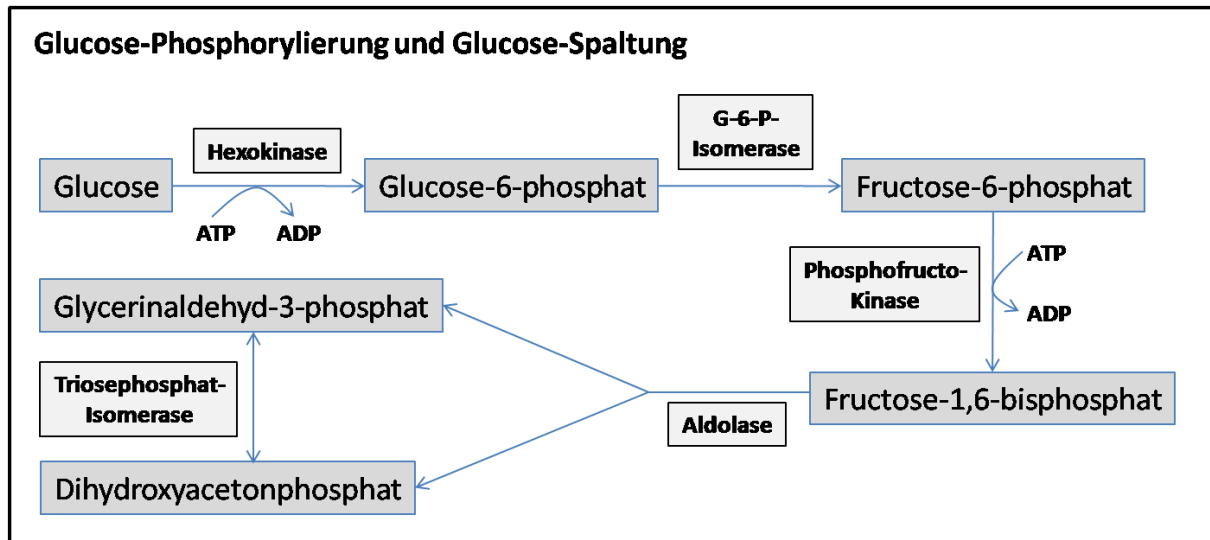 Glucose-Phosphorylierung und Glucose-Spaltung
Hexokinase
G-6-P-
Isomerase
Glucose
Glucose-6-phosphat
Fructose-6-phosphat
ATP
ADP
Phosphofructo-
Kinase
ATP
ADP
Glycerinaldehyd-3-phosphat
Triosephosphat-
Isomerase
Aldolase
Fructose-1,6-bisphosphat
Dihydroxyacetonphosphat